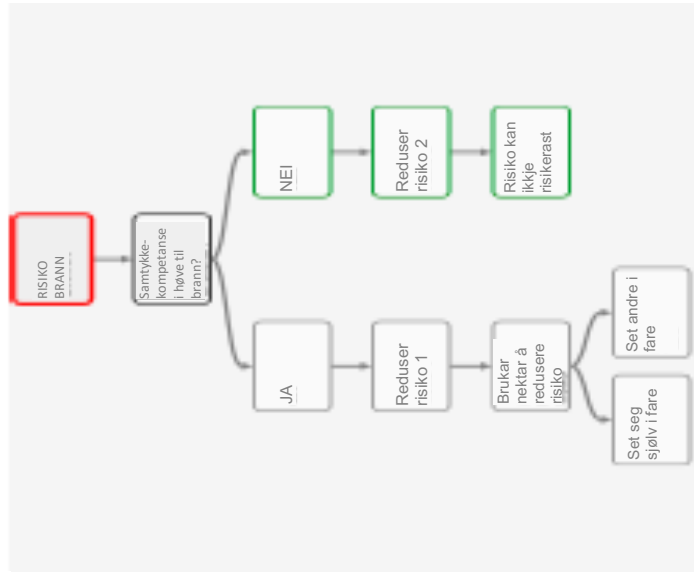 RISIKO
BRANN
Samtykke-
kompetanse
i høve til
brann?
JA
NEI
Reduser
risiko 1
Reduser
risiko 2
Brukar
nektar å
redusere
risiko
Risiko kan
ikkje
risikerast
Set seg
sjølv i fare
Set andre i
fare